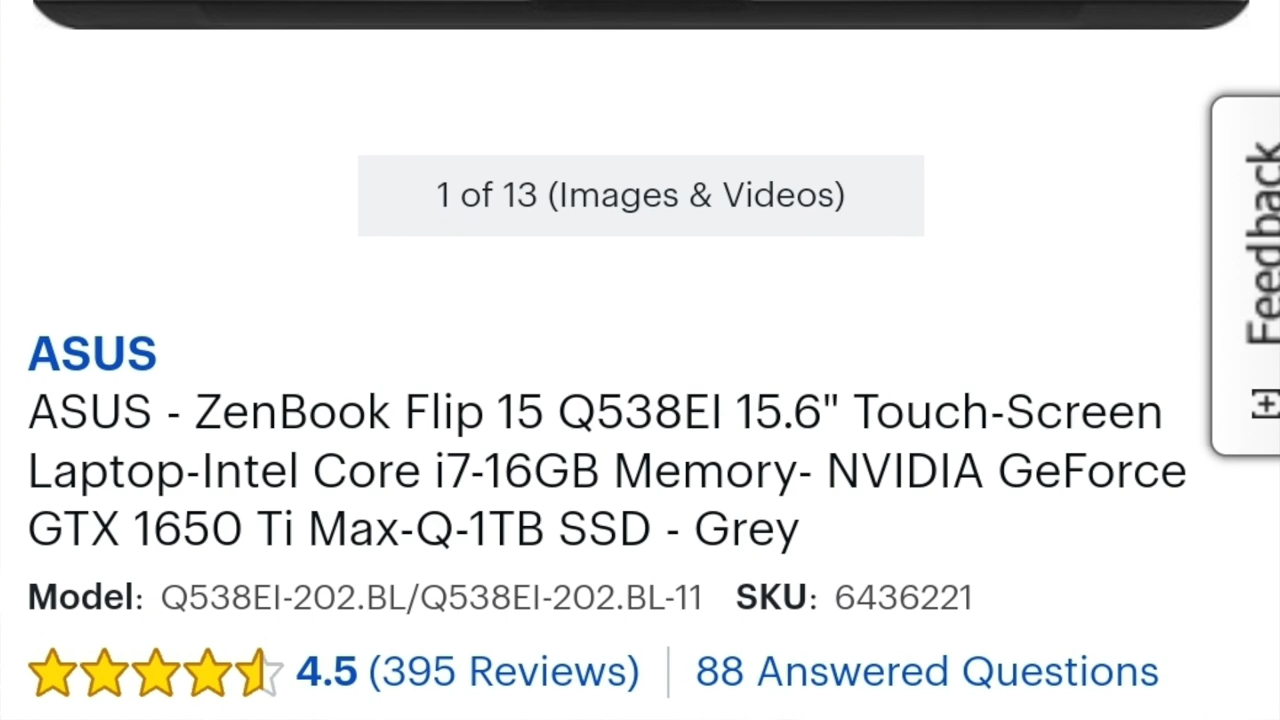 1 of 13 (Images & Videos)
Feedback
[+]
ASUS
ASUS - ZenBook Flip 15 Q538EI 15.6" Touch-Screen
Laptop-Intel Core i7-16GB Memory- NVIDIA GeForce
GTX 1650 Ti Max-Q-1TB SSD - Grey
Model: Q538EI-202.BL/Q538EI-202.BL-11 SKU: 6436221
4.5 (395 Reviews) | 88 Answered Questions